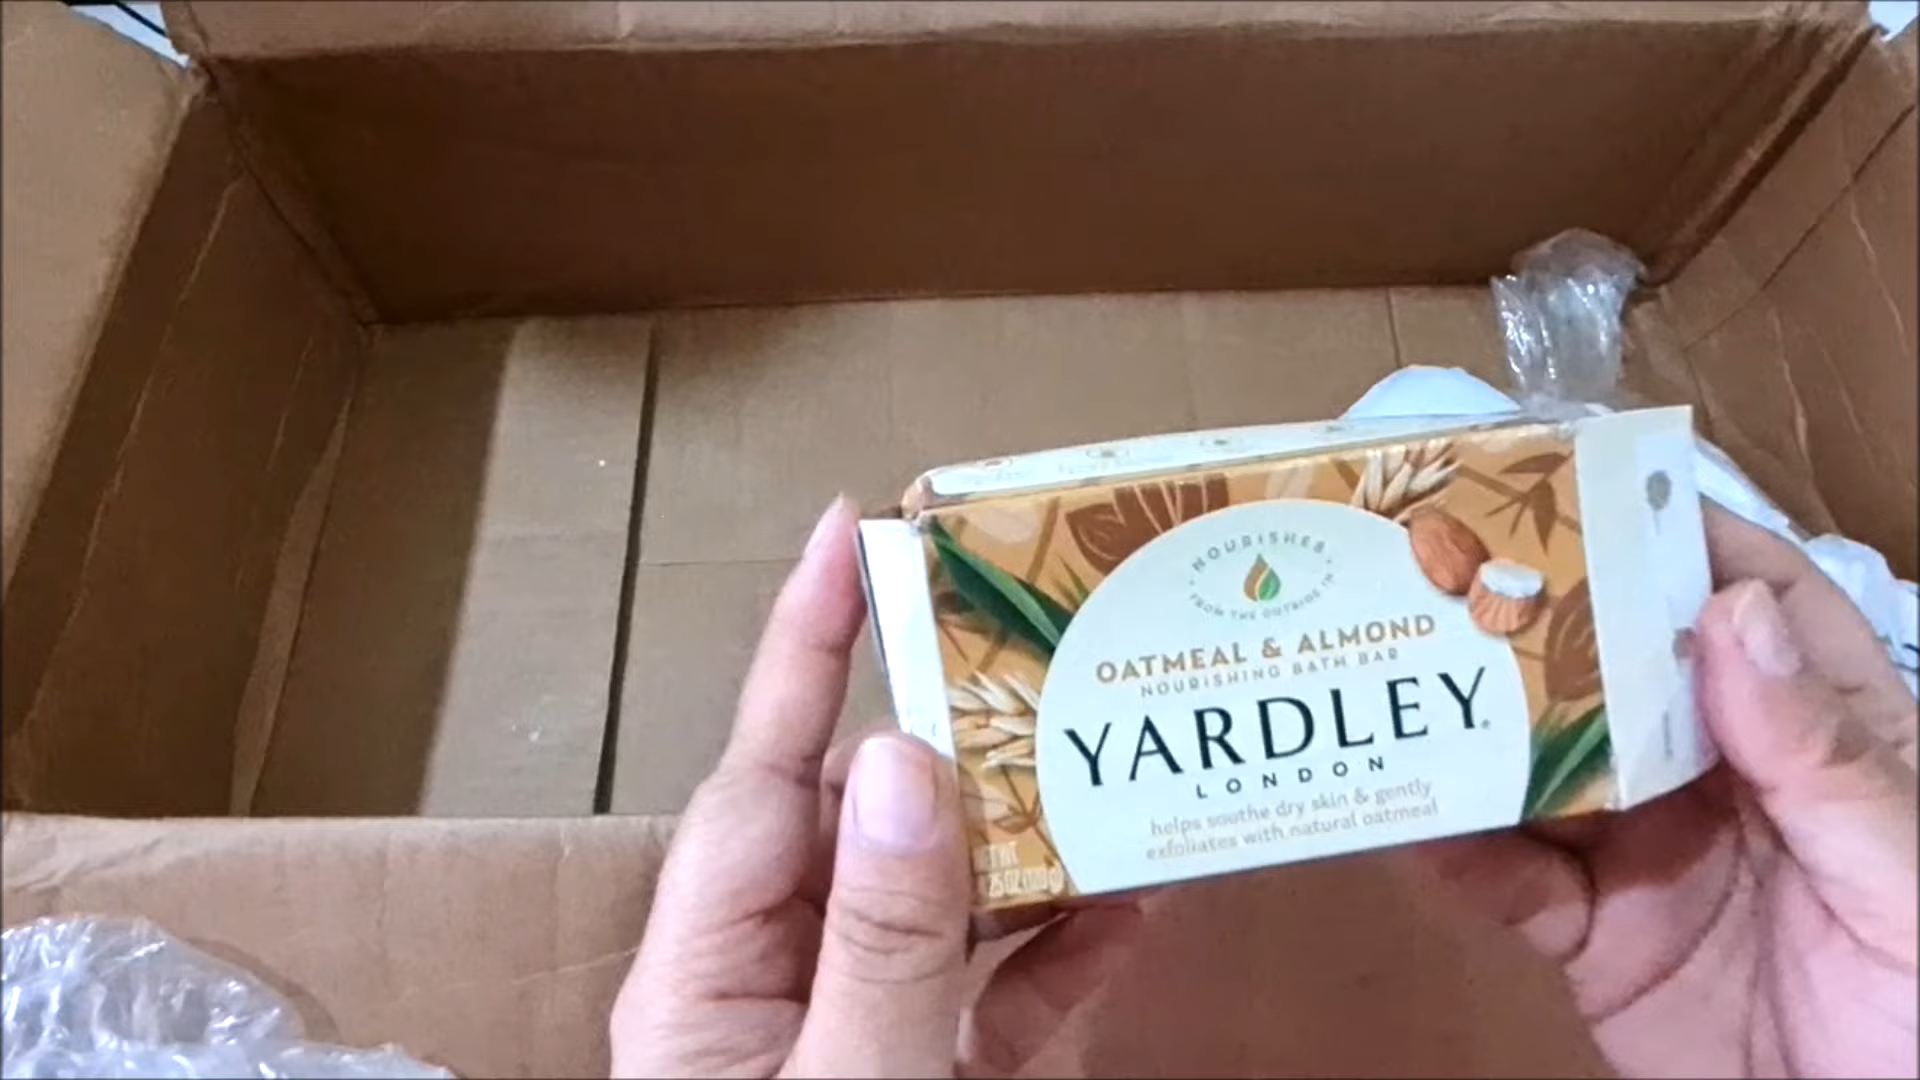 NOURISHES
FROM THE OUTSIDE IN
OATMEAL & ALMOND
NOURISHING BATH BAR
YARDLEY®
LONDON
helps soothe dry skin & gently
exfoliates with natural oatmeal